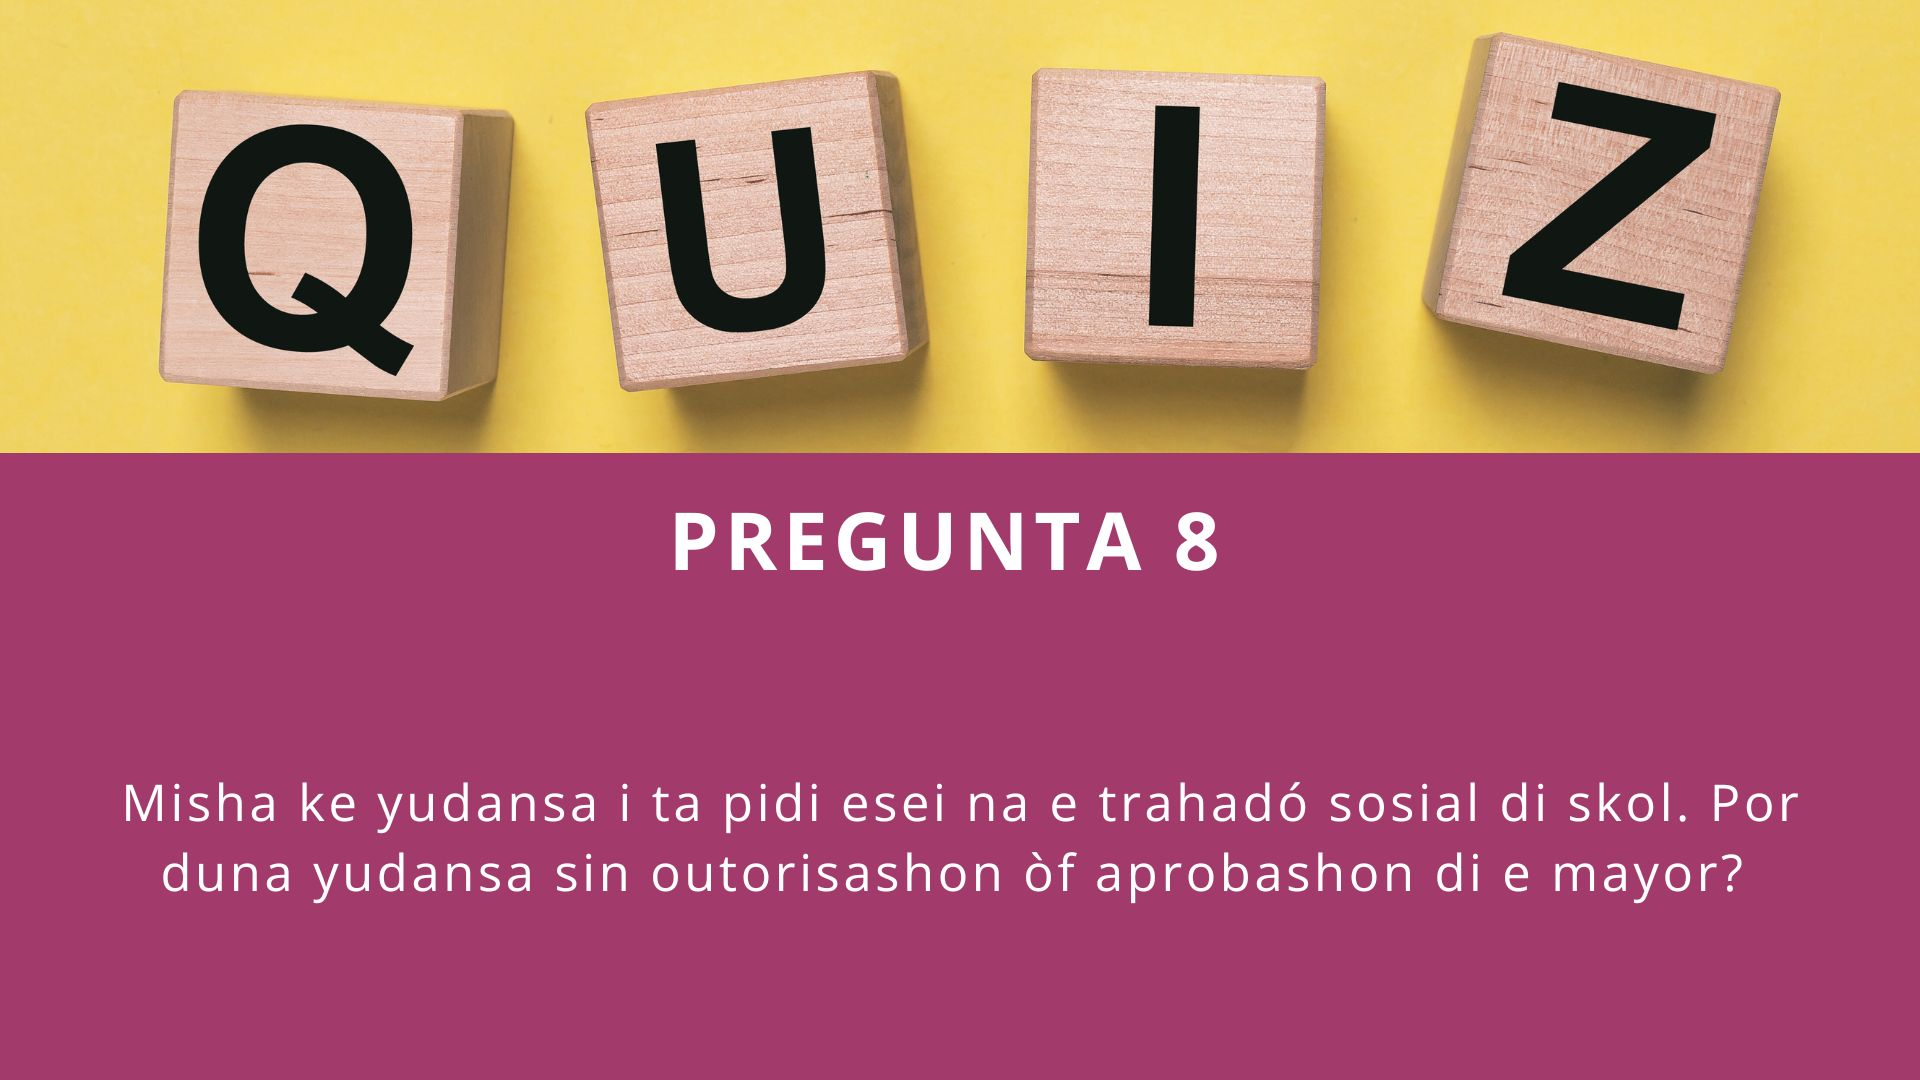 QUIZ
PREGUNTA 8
Misha ke yudansa i ta pidi esei na e trahadó sosial di skol. Por
duna yudansa sin outorisashon òf aprobashon di e mayor?